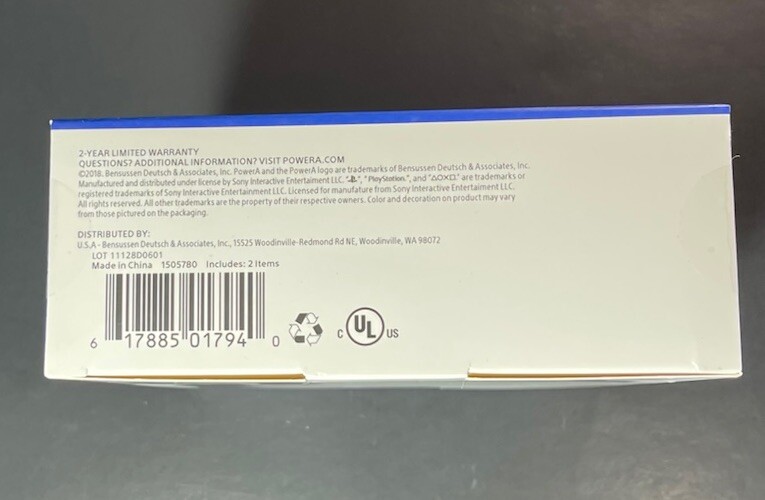 2-YEAR LIMITED WARRANTY
QUESTIONS? ADDITIONAL INFORMATION? VISIT POWERA.COM
©2018. Bensussen Deutsch & Associates, Inc. PowerA and the PowerA logo are trademarks of Bensussen Deutsch & Associates, Inc.
Manufactured and distributed under license by Sony Interactive Entertaiment LLC. " ", "PlayStation.", and "△○✕□" are trademarks or
registered trademarks of Sony Interactive Entertainment LLC. Licensed for manufature from Sony Interactive Entertainment LLC.
All rights reserved. All other trademarks are the property of their respective owners. Color and decoration on product may vary
from those pictured on the packaging.
DISTRIBUTED BY:
U.S.A - Bensussen Deutsch & Associates, Inc., 15525 Woodinville-Redmond Rd NE, Woodinville, WA 98072
LOT 11128D0601
Made in China 1505780 Includes: 2 Items
6 17885 01794 0
C UL US